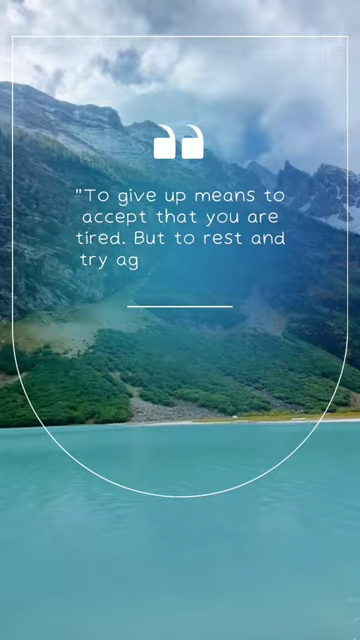 "To give up means to
accept that you are
tired. But to rest and
try ag